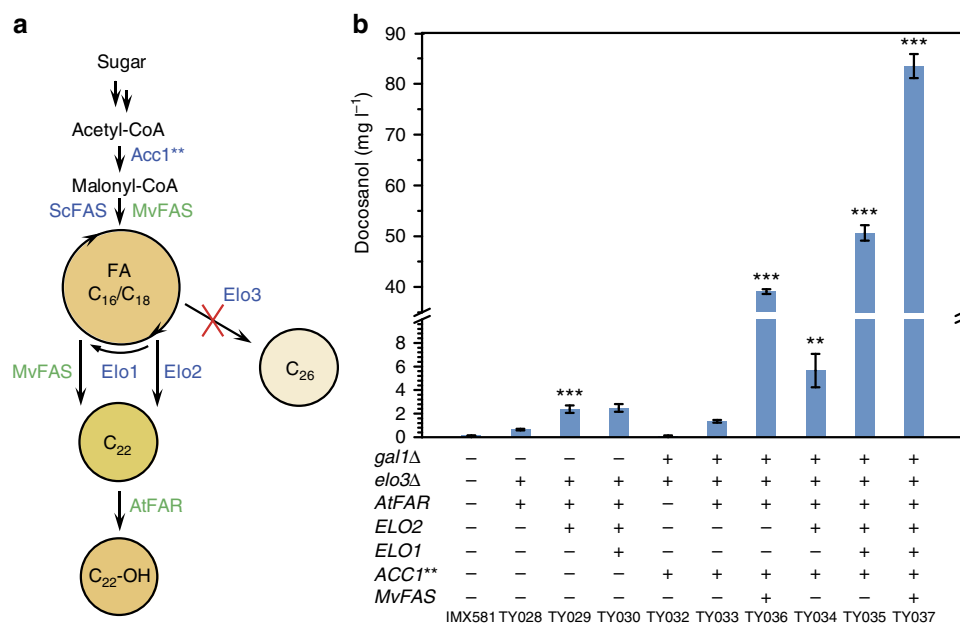 a
Sugar
Acetyl-CoA
Acc1**
Malonyl-CoA
ScFAS MvFAS
FA
C₁₆/C₁₈
Elo3
MvFAS Elo1 Elo2
C₂₆
C₂₂
AtFAR
C₂₂-OH
b
Docosanol (mg l⁻¹)
90
80
70
60
50
40
8
6
4
2
0
*** *** ** *** ***
gal1Δ – – – – + + + + + +
elo3Δ – + + + + + + + + +
AtFAR – + + + – + + + + +
ELO2 – – + + – – – + + +
ELO1 – – – + – – – – + +
ACC1** – – – – + + + + + +
MvFAS – – – – – – + – – +
IMX581 TY028 TY029 TY030 TY032 TY033 TY036 TY034 TY035 TY037